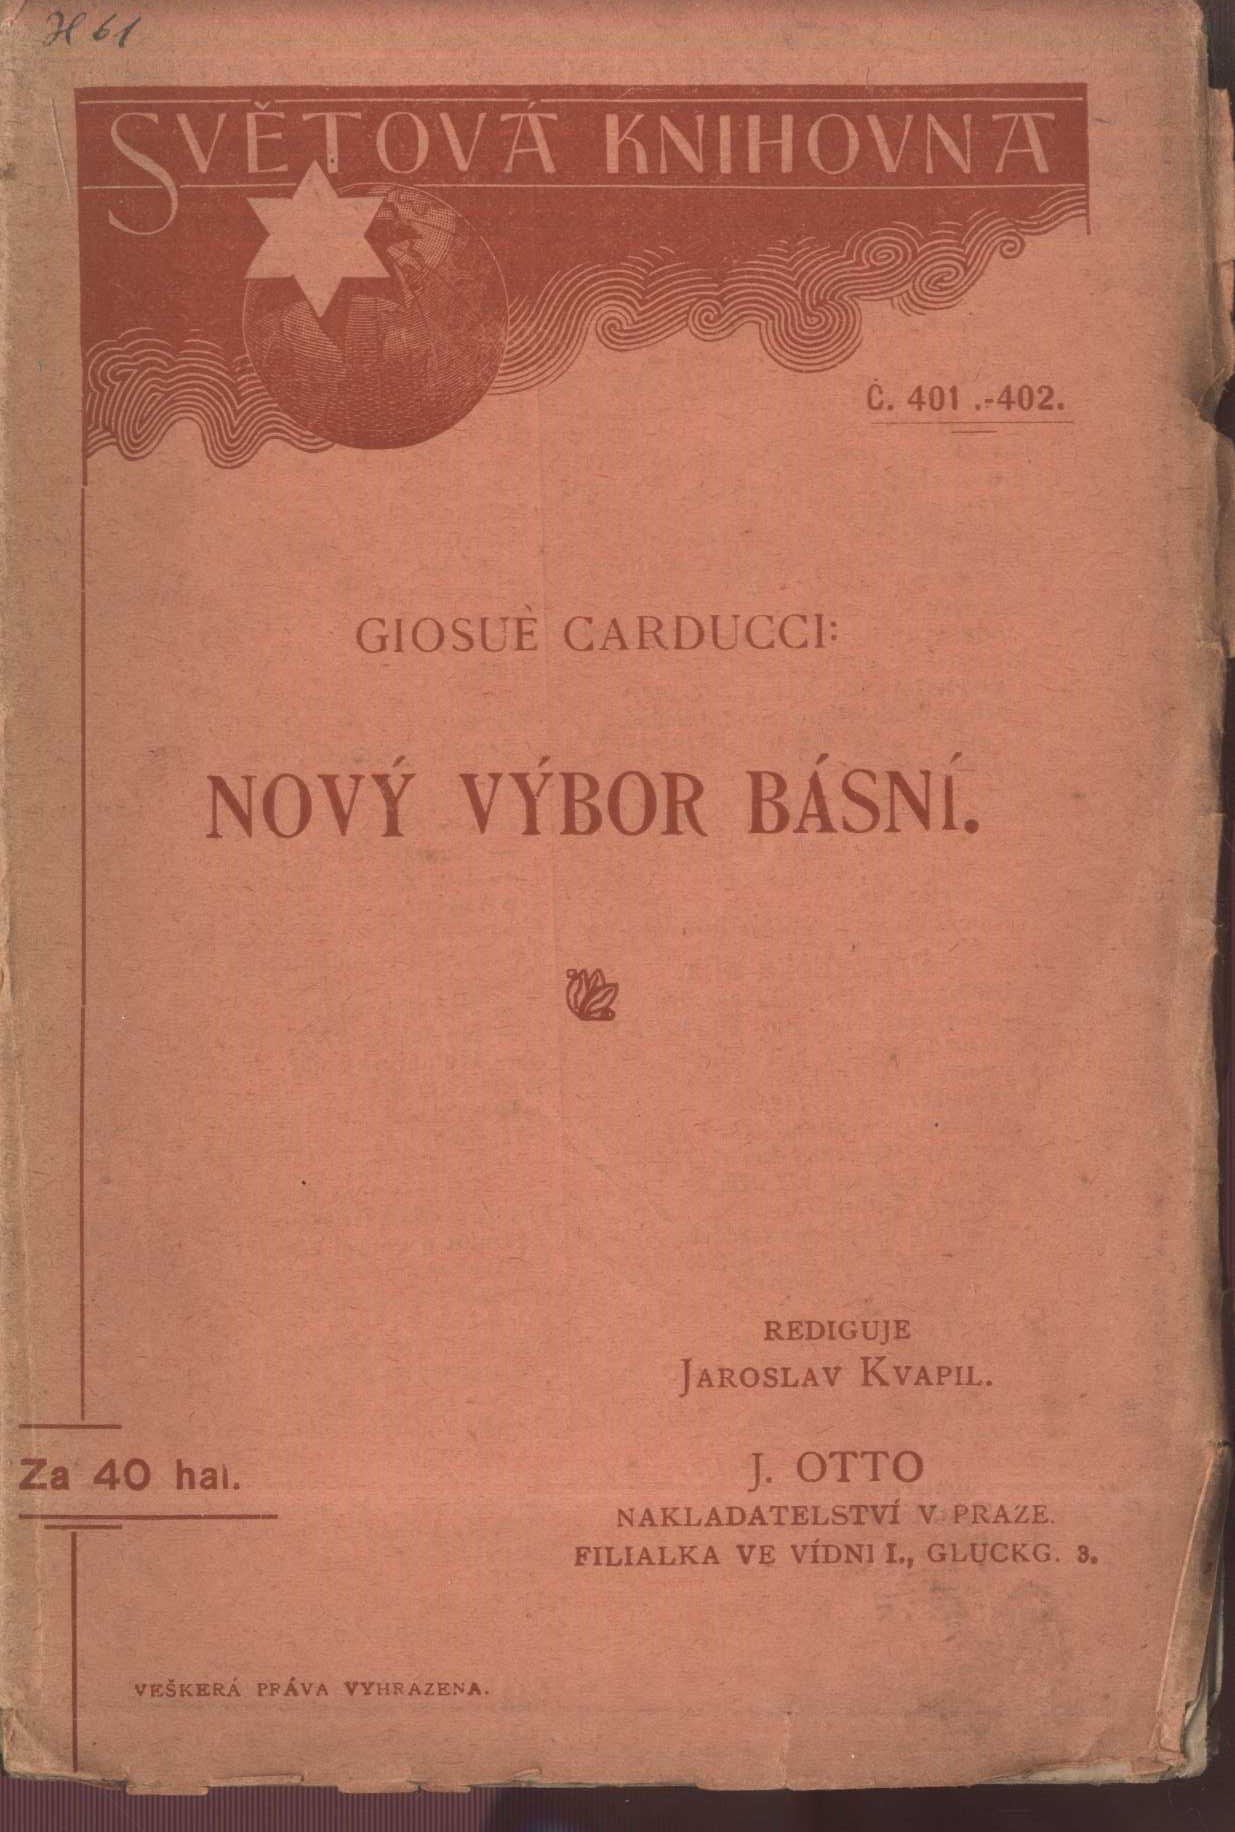 H 61
SVĚTOVÁ KNIHOVNA
Č. 401.-402.
GIOSUÈ CARDUCCI:
NOVÝ VÝBOR BÁSNÍ.
REDIGUJE
JAROSLAV KVAPIL.
Za 40 hal.
J. OTTO
NAKLADATELSTVÍ V PRAZE.
FILIALKA VE VÍDNI I., GLUCKG. 3.
VEŠKERÁ PRÁVA VYHRAZENA.